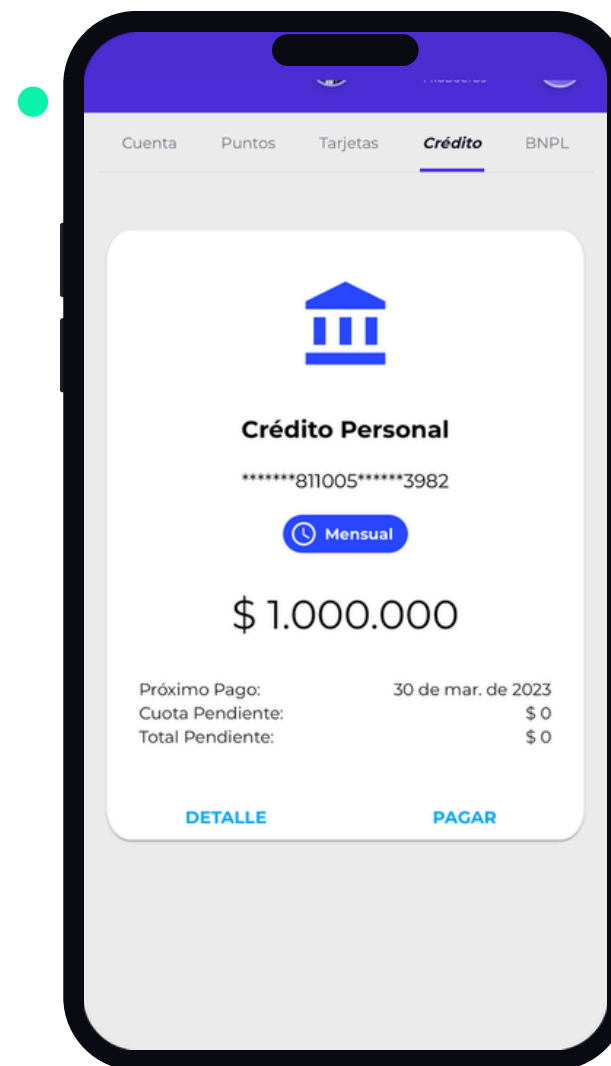 Cuenta Puntos Tarjetas Crédito BNPL
Crédito Personal
*******811005******3982
Mensual
$ 1.000.000
Próximo Pago: 30 de mar. de 2023
Cuota Pendiente: $ 0
Total Pendiente: $ 0
DETALLE PAGAR